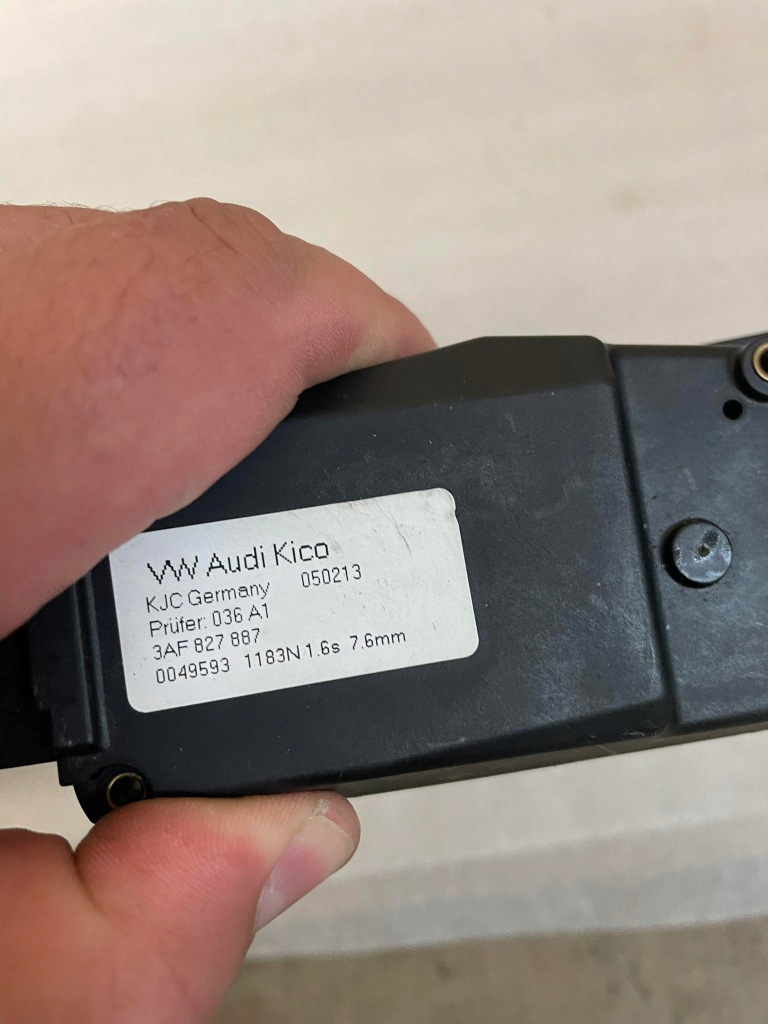 VW Audi Kico
KJC Germany 050213
Prüfer: 036 A1
3AF 827 887
0049593 1183N 1.6s 7.6mm